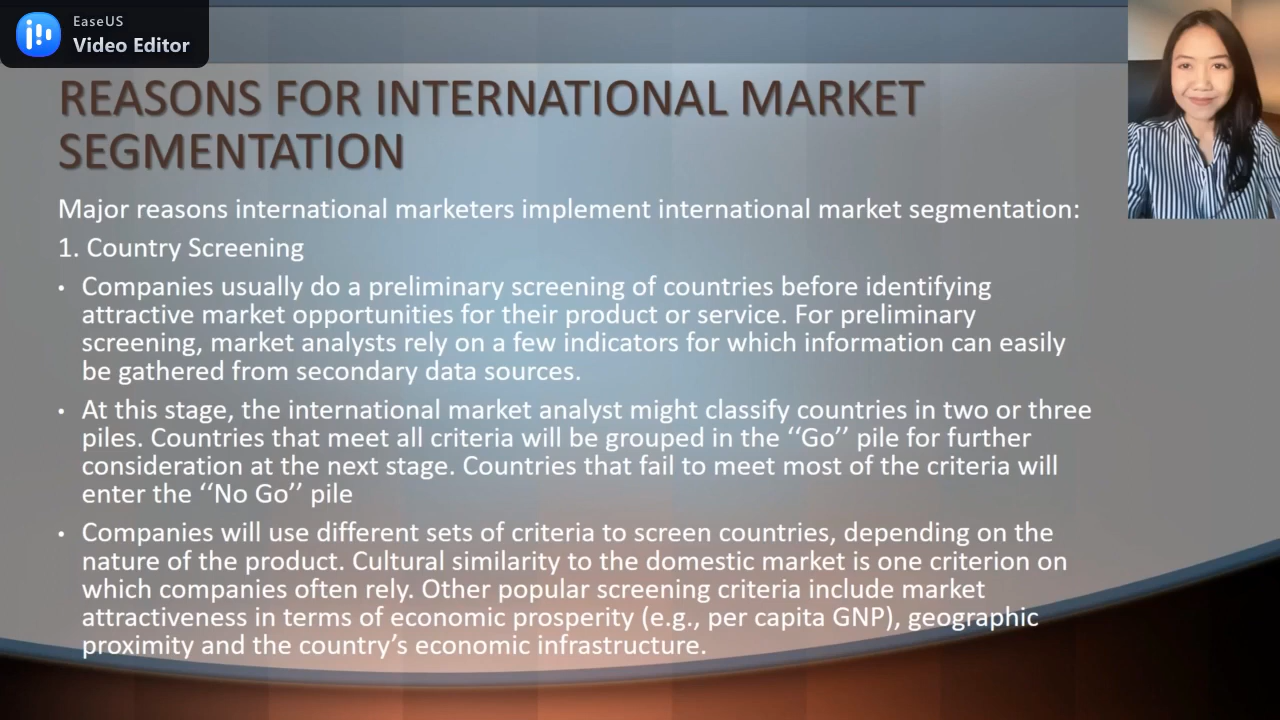 EaseUS
Video Editor
REASONS FOR INTERNATIONAL MARKET
SEGMENTATION
Major reasons international marketers implement international market segmentation:
1. Country Screening
• Companies usually do a preliminary screening of countries before identifying
attractive market opportunities for their product or service. For preliminary
screening, market analysts rely on a few indicators for which information can easily
be gathered from secondary data sources.
• At this stage, the international market analyst might classify countries in two or three
piles. Countries that meet all criteria will be grouped in the ‘‘Go’’ pile for further
consideration at the next stage. Countries that fail to meet most of the criteria will
enter the ‘‘No Go’’ pile
• Companies will use different sets of criteria to screen countries, depending on the
nature of the product. Cultural similarity to the domestic market is one criterion on
which companies often rely. Other popular screening criteria include market
attractiveness in terms of economic prosperity (e.g., per capita GNP), geographic
proximity and the country’s economic infrastructure.